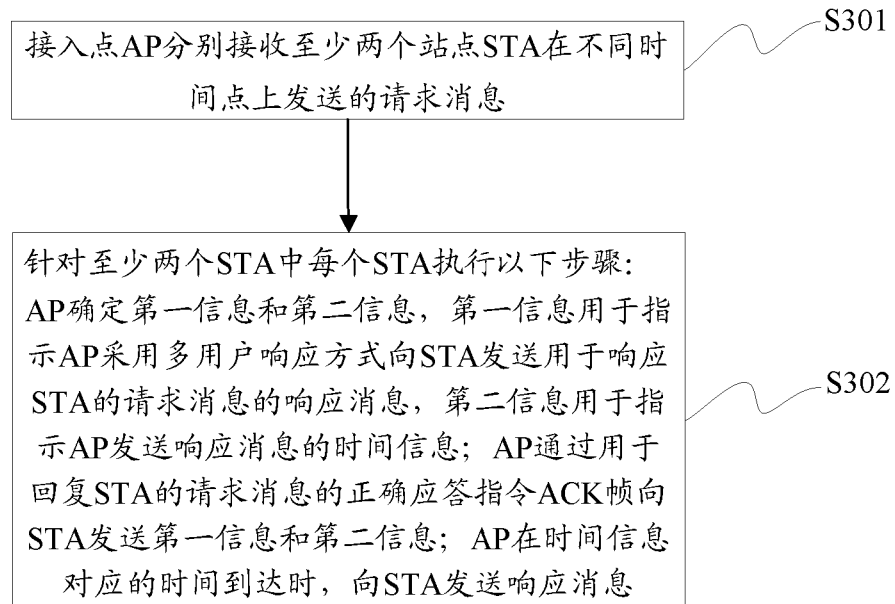 接入点AP分别接收至少两个站点STA在不同时
间点上发送的请求消息
S301
针对至少两个STA中每个STA执行以下步骤：
AP确定第一信息和第二信息，第一信息用于指
示AP采用多用户响应方式向STA发送用于响应
STA的请求消息的响应消息，第二信息用于指
示AP发送响应消息的时间信息；AP通过用于
回复STA的请求消息的正确应答指令ACK帧向
STA发送第一信息和第二信息；AP在时间信息
对应的时间到达时，向STA发送响应消息
S302